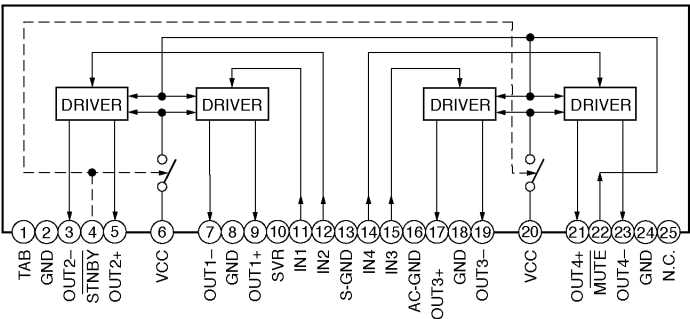 DRIVER DRIVER DRIVER DRIVER
1 2 3 4 5 6 7 8 9 10 11 12 13 14 15 16 17 18 19 20 21 22 23 24 25
TAB
GND
OUT2–
STNBY
OUT2+
VCC
OUT1–
GND
OUT1+
SVR
IN1
IN2
S-GND
IN4
IN3
AC-GND
OUT3+
GND
OUT3–
VCC
OUT4+
MUTE
OUT4–
GND
N.C.